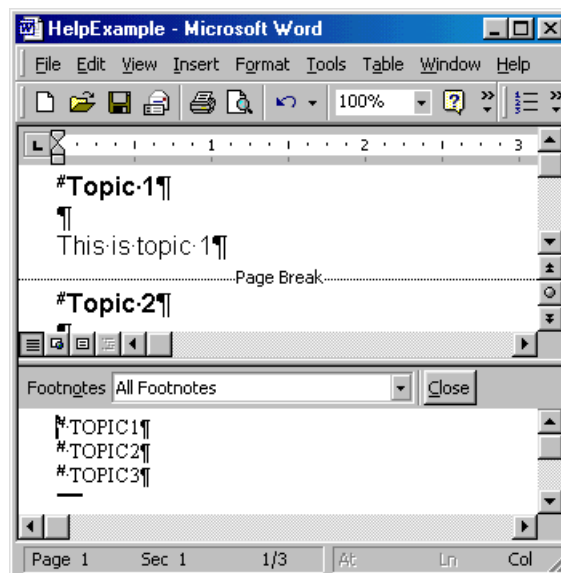 HelpExample - Microsoft Word
File Edit View Insert Format Tools Table Window Help
100%
1 2 3
#Topic·1¶
¶
This·is·topic·1¶
Page Break
#Topic·2¶
¶
Footnotes All Footnotes Close
#·TOPIC1¶
#·TOPIC2¶
#·TOPIC3¶
Page 1 Sec 1 1/3 At Ln Col